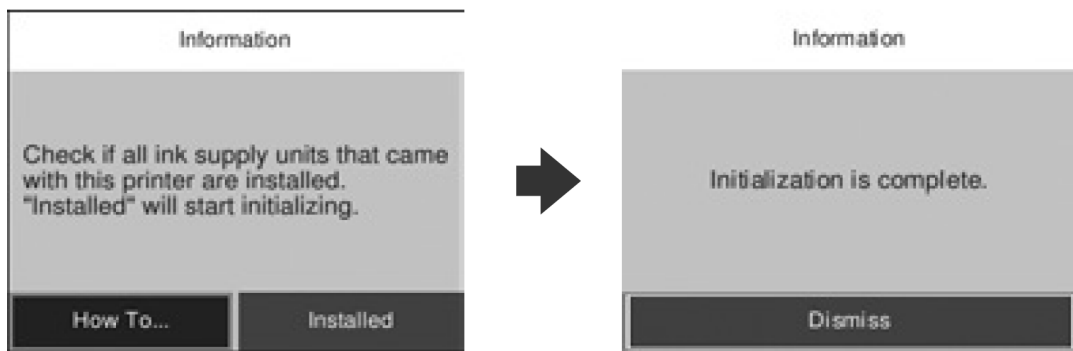 Information
Check if all ink supply units that came
with this printer are installed.
"Installed" will start initializing.
How To...
Installed
Information
Initialization is complete.
Dismiss